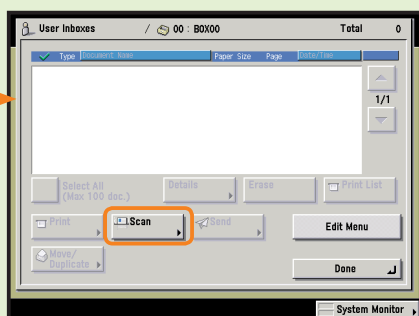 User Inboxes / 00 : BOX00 Total 0
Type Document Name Paper Size Page Date/Time
1/1
Select All
(Max 100 doc.)
Details
Erase
Print List
Print
Scan
Send
Edit Menu
Move/
Duplicate
Done
System Monitor